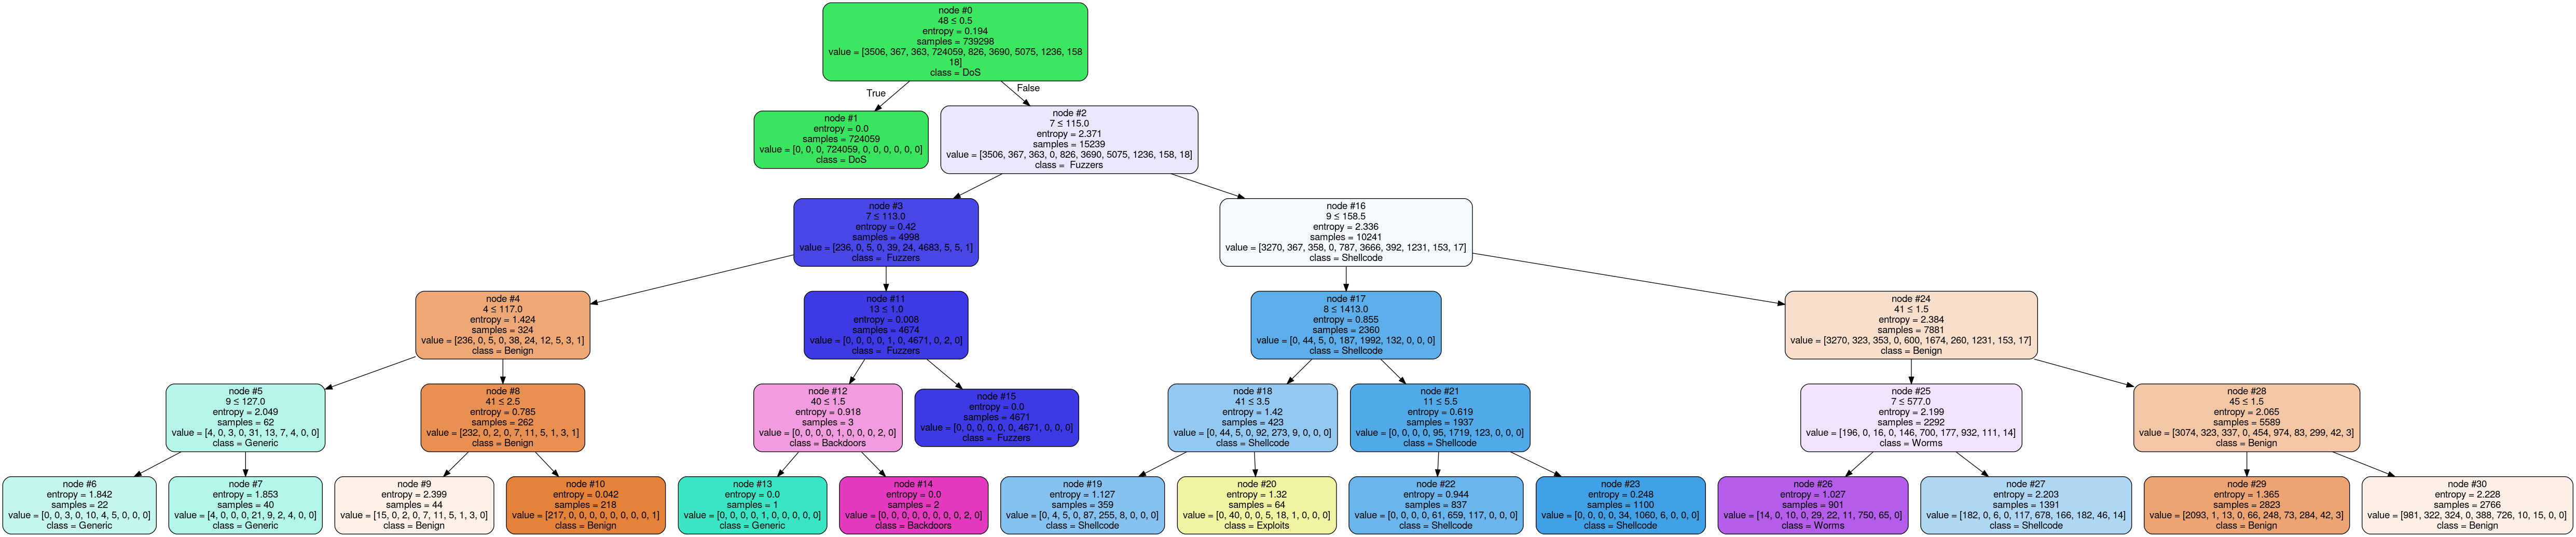 node #0
48 ≤ 0.5
entropy = 0.194
samples = 739298
value = [3506, 367, 363, 724059, 826, 3690, 5075, 1236, 158
18]
class = DoS
True
False
node #1
entropy = 0.0
samples = 724059
value = [0, 0, 0, 724059, 0, 0, 0, 0, 0, 0]
class = DoS
node #2
7 ≤ 115.0
entropy = 2.371
samples = 15239
value = [3506, 367, 363, 0, 826, 3690, 5075, 1236, 158, 18]
class =  Fuzzers
node #3
7 ≤ 113.0
entropy = 0.42
samples = 4998
value = [236, 0, 5, 0, 39, 24, 4683, 5, 5, 1]
class =  Fuzzers
node #16
9 ≤ 158.5
entropy = 2.336
samples = 10241
value = [3270, 367, 358, 0, 787, 3666, 392, 1231, 153, 17]
class = Shellcode
node #4
4 ≤ 117.0
entropy = 1.424
samples = 324
value = [236, 0, 5, 0, 38, 24, 12, 5, 3, 1]
class = Benign
node #11
13 ≤ 1.0
entropy = 0.008
samples = 4674
value = [0, 0, 0, 0, 1, 0, 4671, 0, 2, 0]
class =  Fuzzers
node #17
8 ≤ 1413.0
entropy = 0.855
samples = 2360
value = [0, 44, 5, 0, 187, 1992, 132, 0, 0, 0]
class = Shellcode
node #24
41 ≤ 1.5
entropy = 2.384
samples = 7881
value = [3270, 323, 353, 0, 600, 1674, 260, 1231, 153, 17]
class = Benign
node #5
9 ≤ 127.0
entropy = 2.049
samples = 62
value = [4, 0, 3, 0, 31, 13, 7, 4, 0, 0]
class = Generic
node #8
41 ≤ 2.5
entropy = 0.785
samples = 262
value = [232, 0, 2, 0, 7, 11, 5, 1, 3, 1]
class = Benign
node #12
40 ≤ 1.5
entropy = 0.918
samples = 3
value = [0, 0, 0, 0, 1, 0, 0, 0, 2, 0]
class = Backdoors
node #15
entropy = 0.0
samples = 4671
value = [0, 0, 0, 0, 0, 0, 4671, 0, 0, 0]
class =  Fuzzers
node #18
41 ≤ 3.5
entropy = 1.42
samples = 423
value = [0, 44, 5, 0, 92, 273, 9, 0, 0, 0]
class = Shellcode
node #21
11 ≤ 5.5
entropy = 0.619
samples = 1937
value = [0, 0, 0, 0, 95, 1719, 123, 0, 0, 0]
class = Shellcode
node #25
7 ≤ 577.0
entropy = 2.199
samples = 2292
value = [196, 0, 16, 0, 146, 700, 177, 932, 111, 14]
class = Worms
node #28
45 ≤ 1.5
entropy = 2.065
samples = 5589
value = [3074, 323, 337, 0, 454, 974, 83, 299, 42, 3]
class = Benign
node #6
entropy = 1.842
samples = 22
value = [0, 0, 3, 0, 10, 4, 5, 0, 0, 0]
class = Generic
node #7
entropy = 1.853
samples = 40
value = [4, 0, 0, 0, 21, 9, 2, 4, 0, 0]
class = Generic
node #9
entropy = 2.399
samples = 44
value = [15, 0, 2, 0, 7, 11, 5, 1, 3, 0]
class = Benign
node #10
entropy = 0.042
samples = 218
value = [217, 0, 0, 0, 0, 0, 0, 0, 0, 1]
class = Benign
node #13
entropy = 0.0
samples = 1
value = [0, 0, 0, 0, 1, 0, 0, 0, 0, 0]
class = Generic
node #14
entropy = 0.0
samples = 2
value = [0, 0, 0, 0, 0, 0, 0, 0, 2, 0]
class = Backdoors
node #19
entropy = 1.127
samples = 359
value = [0, 4, 5, 0, 87, 255, 8, 0, 0, 0]
class = Shellcode
node #20
entropy = 1.32
samples = 64
value = [0, 40, 0, 0, 5, 18, 1, 0, 0, 0]
class = Exploits
node #22
entropy = 0.944
samples = 837
value = [0, 0, 0, 0, 61, 659, 117, 0, 0, 0]
class = Shellcode
node #23
entropy = 0.248
samples = 1100
value = [0, 0, 0, 0, 34, 1060, 6, 0, 0, 0]
class = Shellcode
node #26
entropy = 1.027
samples = 901
value = [14, 0, 10, 0, 29, 22, 11, 750, 65, 0]
class = Worms
node #27
entropy = 2.203
samples = 1391
value = [182, 0, 6, 0, 117, 678, 166, 182, 46, 14]
class = Shellcode
node #29
entropy = 1.365
samples = 2823
value = [2093, 1, 13, 0, 66, 248, 73, 284, 42, 3]
class = Benign
node #30
entropy = 2.228
samples = 2766
value = [981, 322, 324, 0, 388, 726, 10, 15, 0, 0]
class = Benign